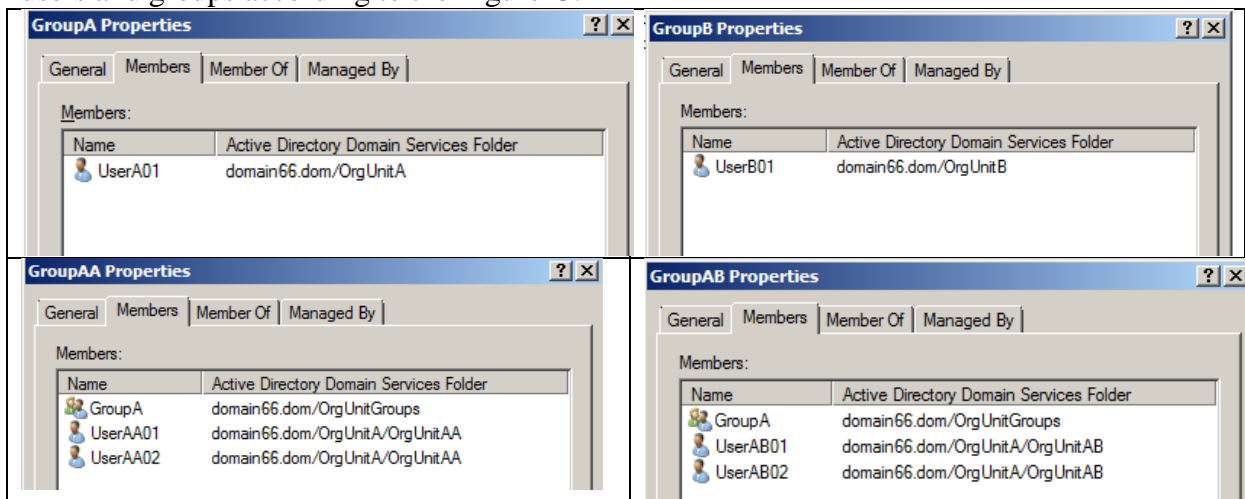 GroupA Properties
General Members Member Of Managed By
Members:
Name Active Directory Domain Services Folder
UserA01 domain66.dom/OrgUnitA
GroupB Properties
General Members Member Of Managed By
Members:
Name Active Directory Domain Services Folder
UserB01 domain66.dom/OrgUnitB
GroupAA Properties
General Members Member Of Managed By
Members:
Name Active Directory Domain Services Folder
GroupA domain66.dom/OrgUnitGroups
UserAA01 domain66.dom/OrgUnitA/OrgUnitAA
UserAA02 domain66.dom/OrgUnitA/OrgUnitAA
GroupAB Properties
General Members Member Of Managed By
Members:
Name Active Directory Domain Services Folder
GroupA domain66.dom/OrgUnitGroups
UserAB01 domain66.dom/OrgUnitA/OrgUnitAB
UserAB02 domain66.dom/OrgUnitA/OrgUnitAB